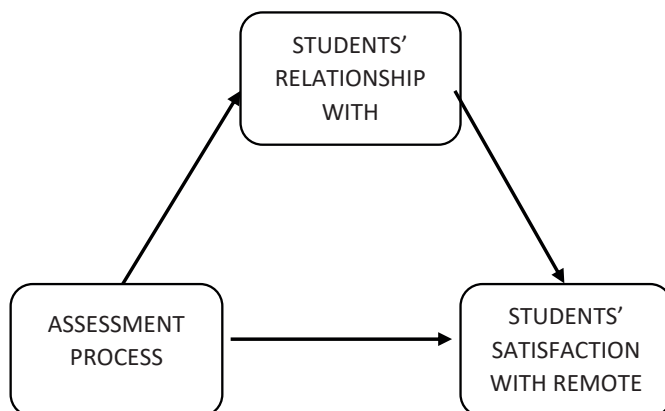 STUDENTS’
RELATIONSHIP
WITH
ASSESSMENT
PROCESS
STUDENTS’
SATISFACTION
WITH REMOTE